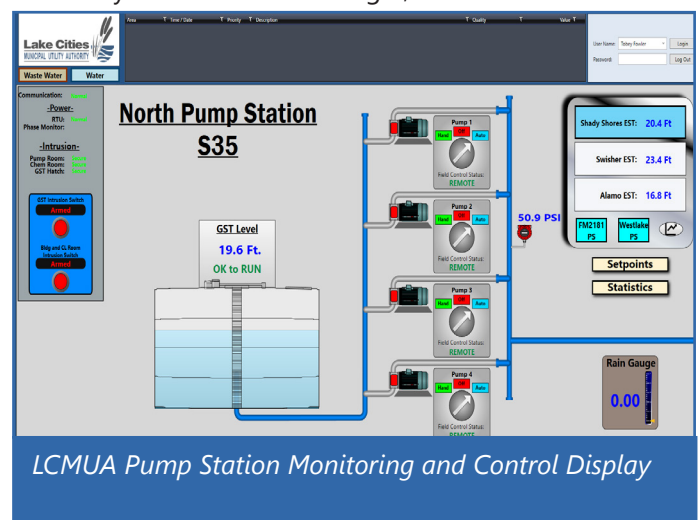 Area T Time / Date T Priority T Description T Quality T Value T
Lake Cities
MUNICIPAL UTILITY AUTHORITY
User Name: Tobey Fowler Login
Password: Log Out
Waste Water Water
Communication:
-Power-
RTU:
Phase Monitor:
-Intrusion-
Pump Room:
Chem Room:
GST Hatch:
GST Intrusion Switch
Armed
Bldg and CL Room
Intrusion Switch
Armed
North Pump Station
S35
GST Level
19.6 Ft.
OK to RUN
Pump 1
Hand Off Auto
Field Control Status:
REMOTE
Pump 2
Hand Off Auto
Field Control Status:
REMOTE
Pump 3
Hand Off Auto
Field Control Status:
REMOTE
Pump 4
Hand Off Auto
Field Control Status:
REMOTE
50.9 PSI
Shady Shores EST: 20.4 Ft
Swisher EST: 23.4 Ft
Alamo EST: 16.8 Ft
FM2181
PS
Westlake
PS
Setpoints
Statistics
Rain Gauge
0.00
LCMUA Pump Station Monitoring and Control Display